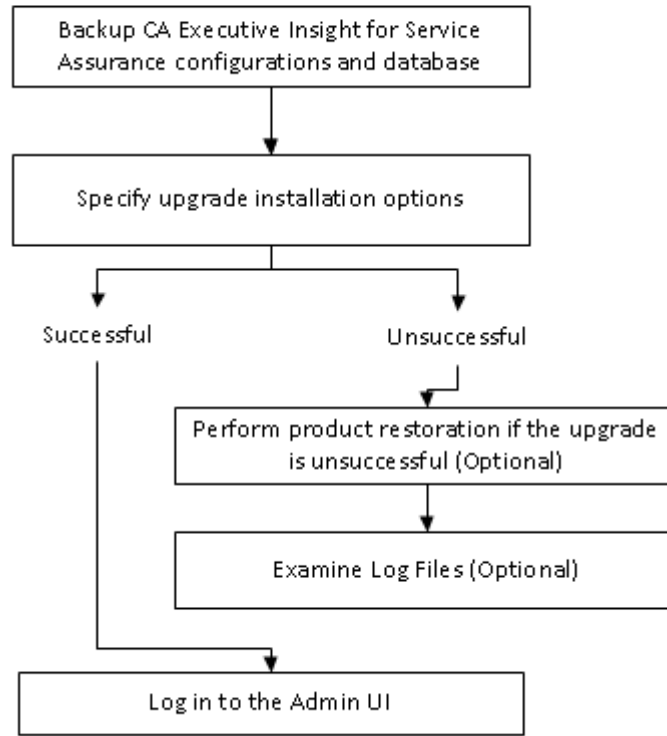 Backup CA Executive Insight for Service
Assurance configurations and database
Specify upgrade installation options
Successful
Unsuccessful
Perform product restoration if the upgrade
is unsuccessful (Optional)
Examine Log Files (Optional)
Log in to the Admin UI